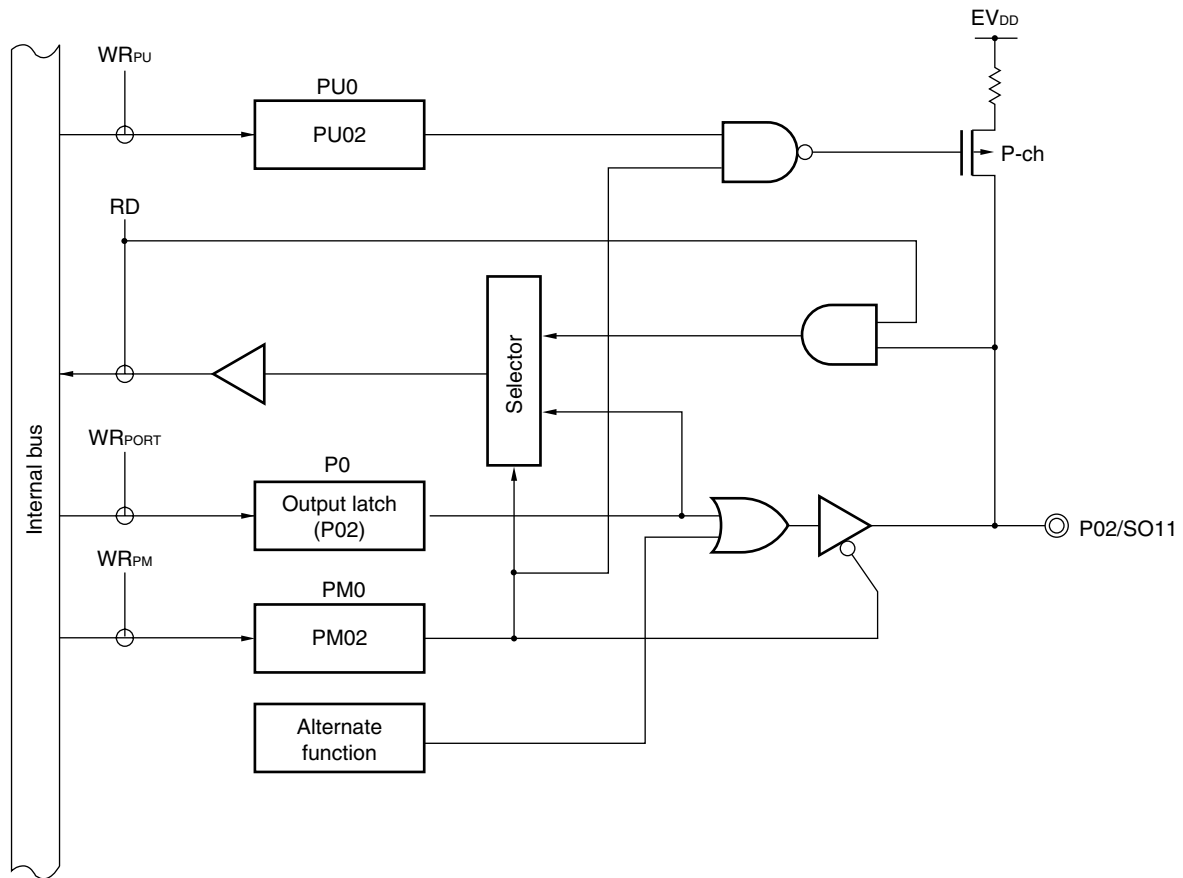 EVDD
WRPU
PU0
PU02
P-ch
RD
Selector
WRPORT
P0
Output latch
(P02)
Internal bus
P02/SO11
WRPM
PM0
PM02
Alternate
function